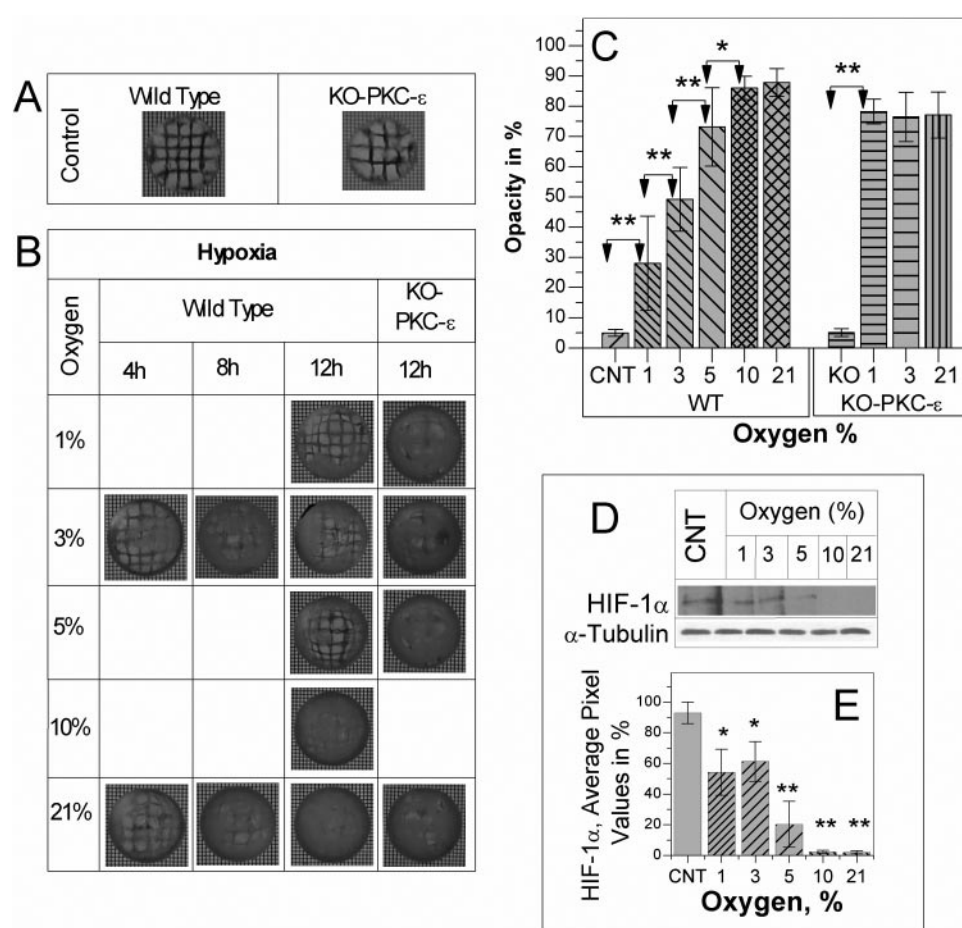 A
Control
Wild Type
KO-PKC-ε
B
Hypoxia
Oxygen
Wild Type
KO-
PKC-ε
4h
8h
12h
12h
1%
3%
5%
10%
21%
C
Opacity in %
100
90
80
70
60
50
40
30
20
10
0
**
**
**
*
**
CNT 1 3 5 10 21
KO 1 3 21
WT
KO-PKC-ε
Oxygen %
D
CNT
Oxygen (%)
1 3 5 10 21
HIF-1α
α-Tubulin
E
HIF-1α, Average Pixel
Values in %
100
80
60
40
20
0
*
*
**
**
**
CNT 1 3 5 10 21
Oxygen, %